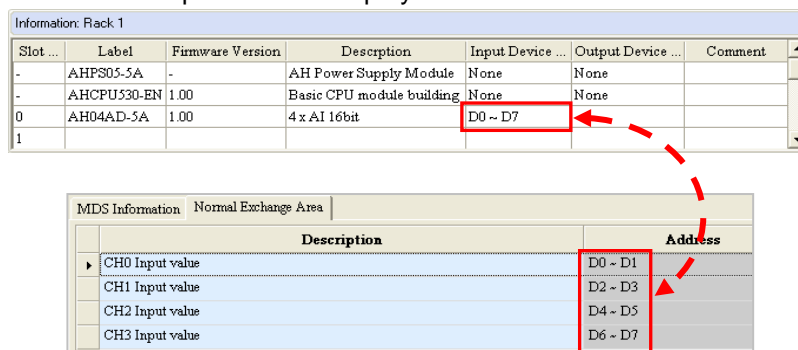 Information: Rack 1
Slot ... Label Firmware Version Descrption Input Device ... Output Device ... Comment
- AHPS05-5A - AH Power Supply Module None None
- AHCPU530-EN 1.00 Basic CPU module building None None
0 AH04AD-5A 1.00 4 x AI 16bit D0 ~ D7
1
MDS Information Normal Exchange Area
Description Address
CH0 Input value D0 ~ D1
CH1 Input value D2 ~ D3
CH2 Input value D4 ~ D5
CH3 Input value D6 ~ D7